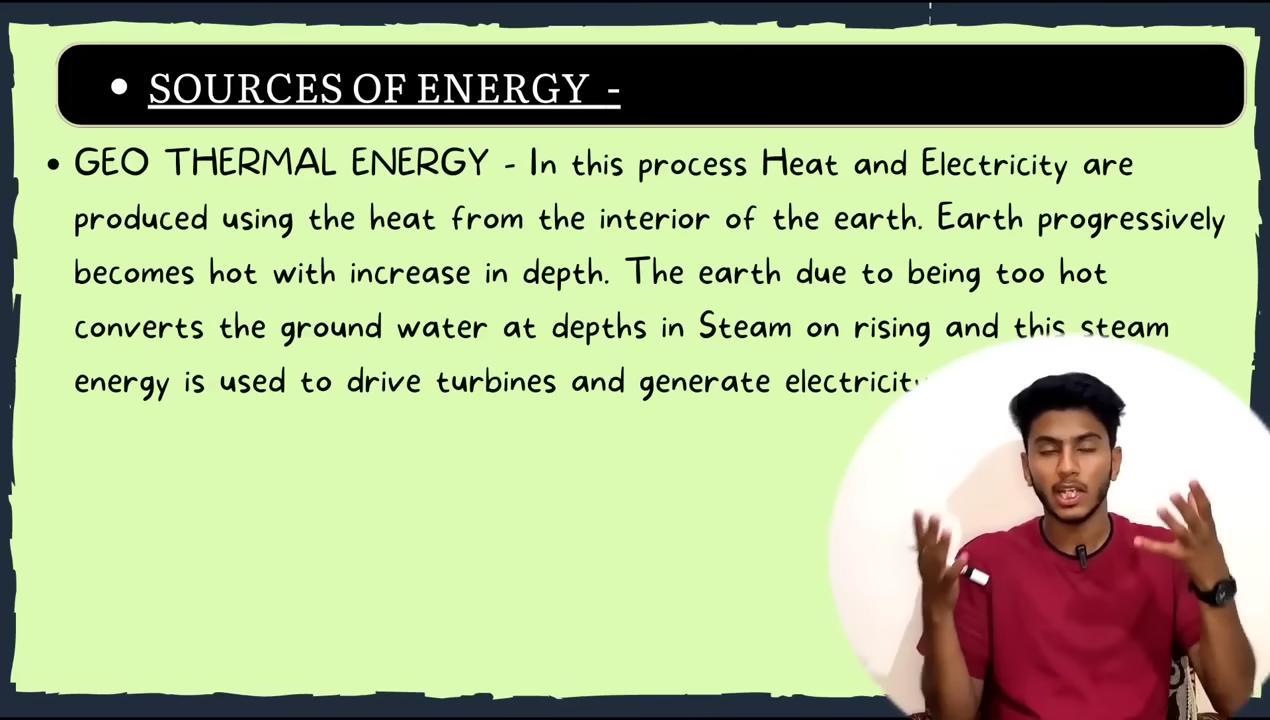 • SOURCES OF ENERGY -
• GEO THERMAL ENERGY - In this process Heat and Electricity are
produced using the heat from the interior of the earth. Earth progressively
becomes hot with increase in depth. The earth due to being too hot
converts the ground water at depths in Steam on rising and this steam
energy is used to drive turbines and generate electricity